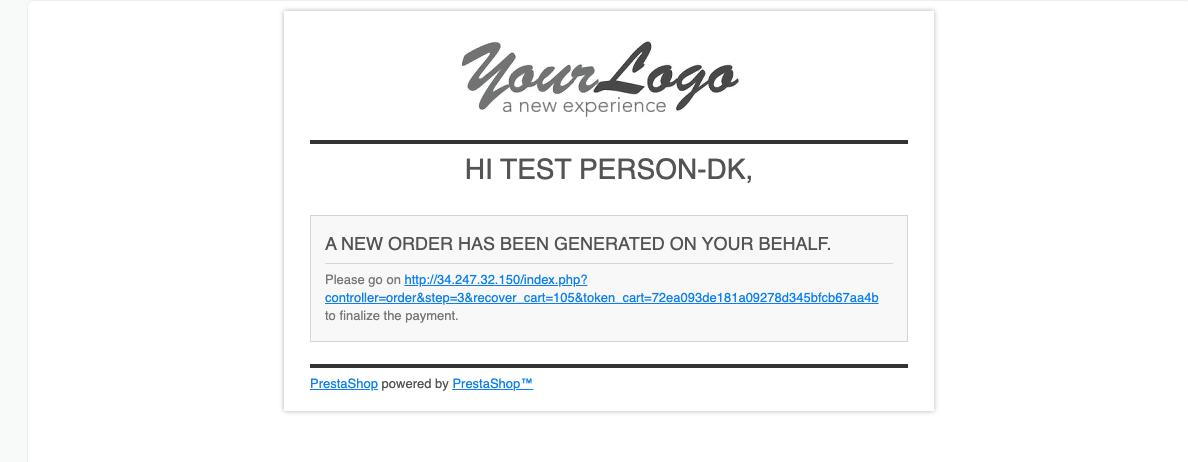 YourLogo
a new experience
HI TEST PERSON-DK,
A NEW ORDER HAS BEEN GENERATED ON YOUR BEHALF.
Please go on http://34.247.32.150/index.php?
controller=order&step=3&recover_cart=105&token_cart=72ea093de181a09278d345bfcb67aa4b
to finalize the payment.
PrestaShop powered by PrestaShop™